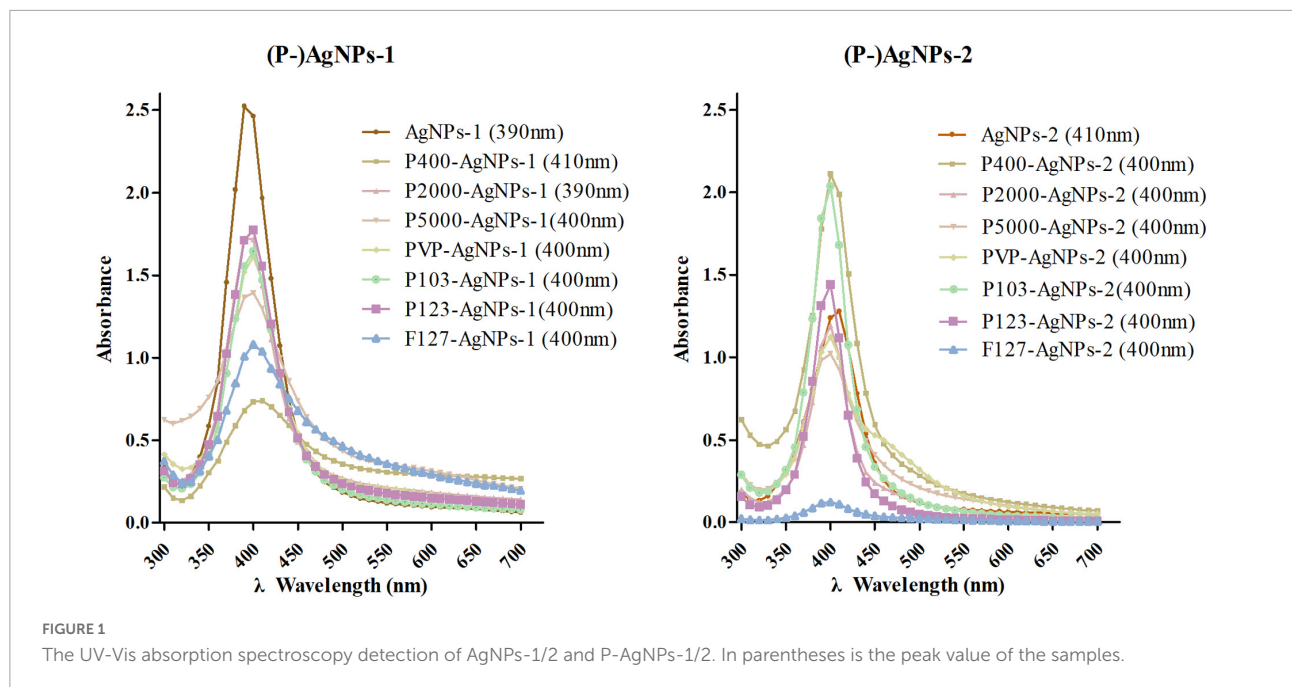 (P-)AgNPs-1
2.5
2.0
1.5
1.0
0.5
0.0
Absorbance
300
350
400
450
500
550
600
650
700
λ Wavelength (nm)
AgNPs-1 (390nm)
P400-AgNPs-1 (410nm)
P2000-AgNPs-1 (390nm)
P5000-AgNPs-1(400nm)
PVP-AgNPs-1 (400nm)
P103-AgNPs-1 (400nm)
P123-AgNPs-1(400nm)
F127-AgNPs-1 (400nm)
(P-)AgNPs-2
2.5
2.0
1.5
1.0
0.5
0.0
Absorbance
300
350
400
450
500
550
600
650
700
λ Wavelength (nm)
AgNPs-2 (410nm)
P400-AgNPs-2 (400nm)
P2000-AgNPs-2 (400nm)
P5000-AgNPs-2 (400nm)
PVP-AgNPs-2 (400nm)
P103-AgNPs-2(400nm)
P123-AgNPs-2 (400nm)
F127-AgNPs-2 (400nm)
FIGURE 1
The UV-Vis absorption spectroscopy detection of AgNPs-1/2 and P-AgNPs-1/2. In parentheses is the peak value of the samples.